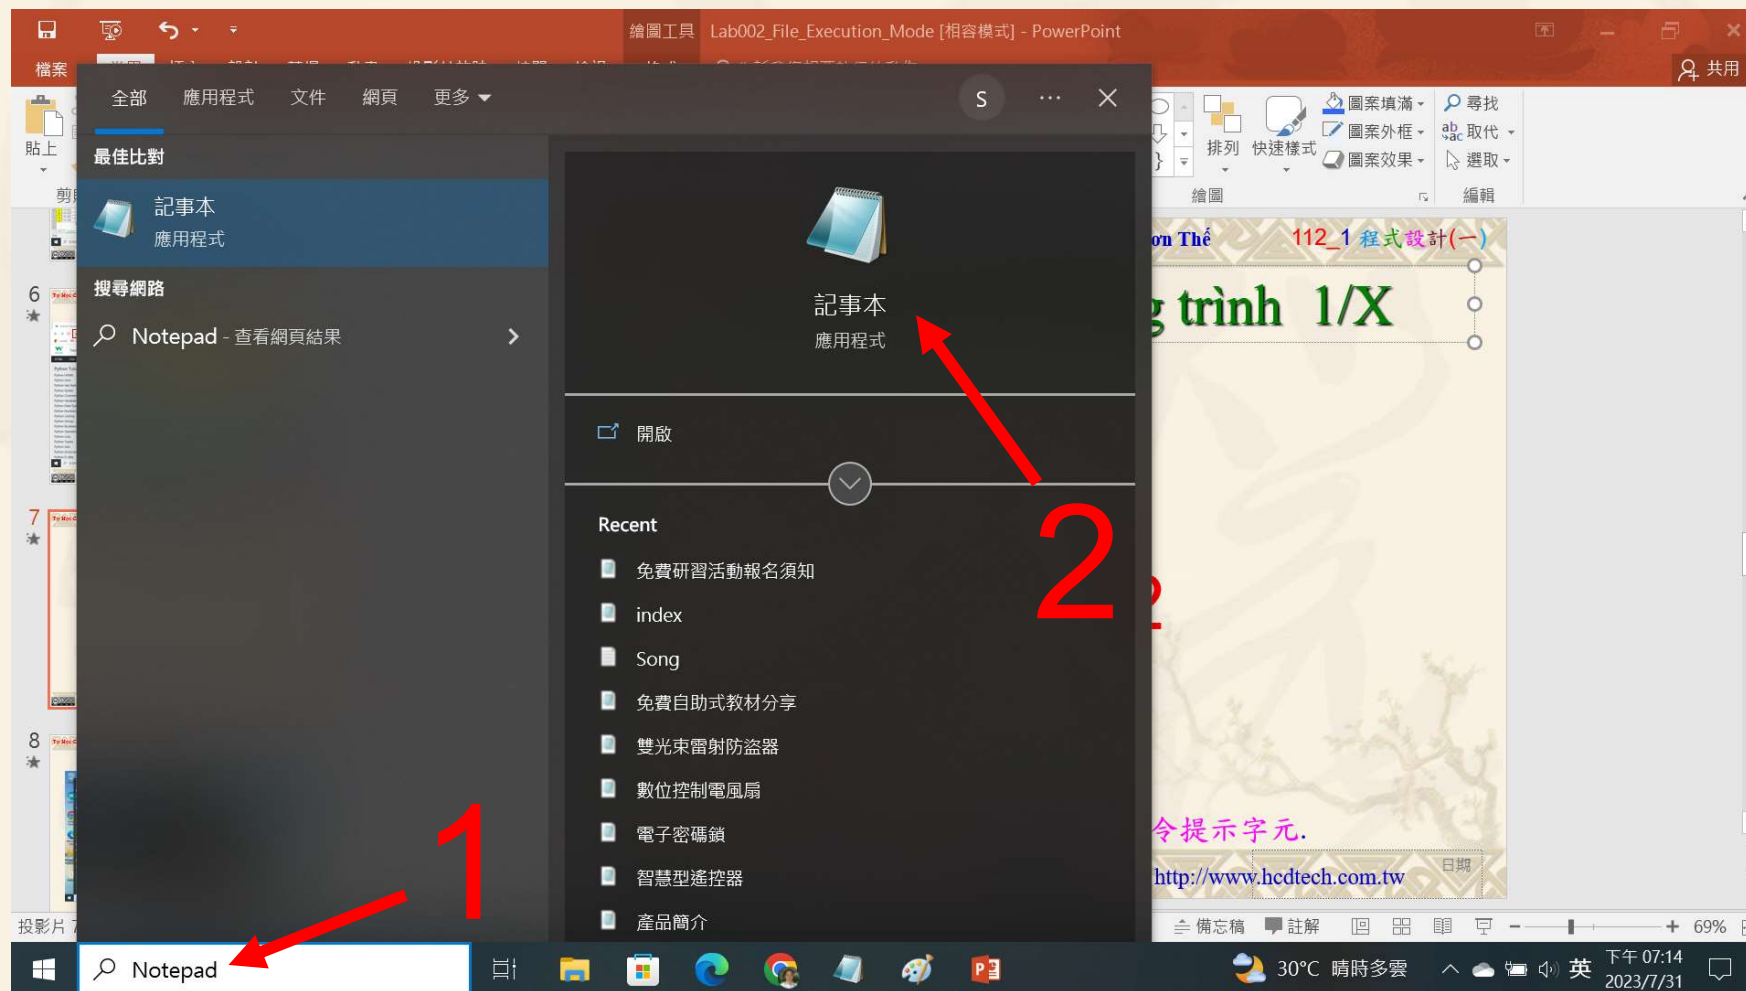 繪圖工具 Lab002_File_Execution_Mode [相容模式] - PowerPoint
檔案
共用
全部 應用程式 文件 網頁 更多
S ... 
貼上
排列 快速樣式
圖案填滿
圖案外框
圖案效果
尋找
取代
選取
繪圖 編輯
最佳比對
記事本
應用程式
搜尋網路
Notepad - 查看網頁結果
記事本
應用程式
開啟
Recent
免費研習活動報名須知
index
Song
免費自助式教材分享
雙光束雷射防盜器
數位控制電風扇
電子密碼鎖
智慧型遙控器
產品簡介
1
2
6
7
8
Thế 112_1 程式設計(一)
trình 1/X
令提示字元.
http://www.hcdtech.com.tw
日期
投影片
備忘稿 註解 69%
Notepad
30°C 晴時多雲 英 下午 07:14
2023/7/31